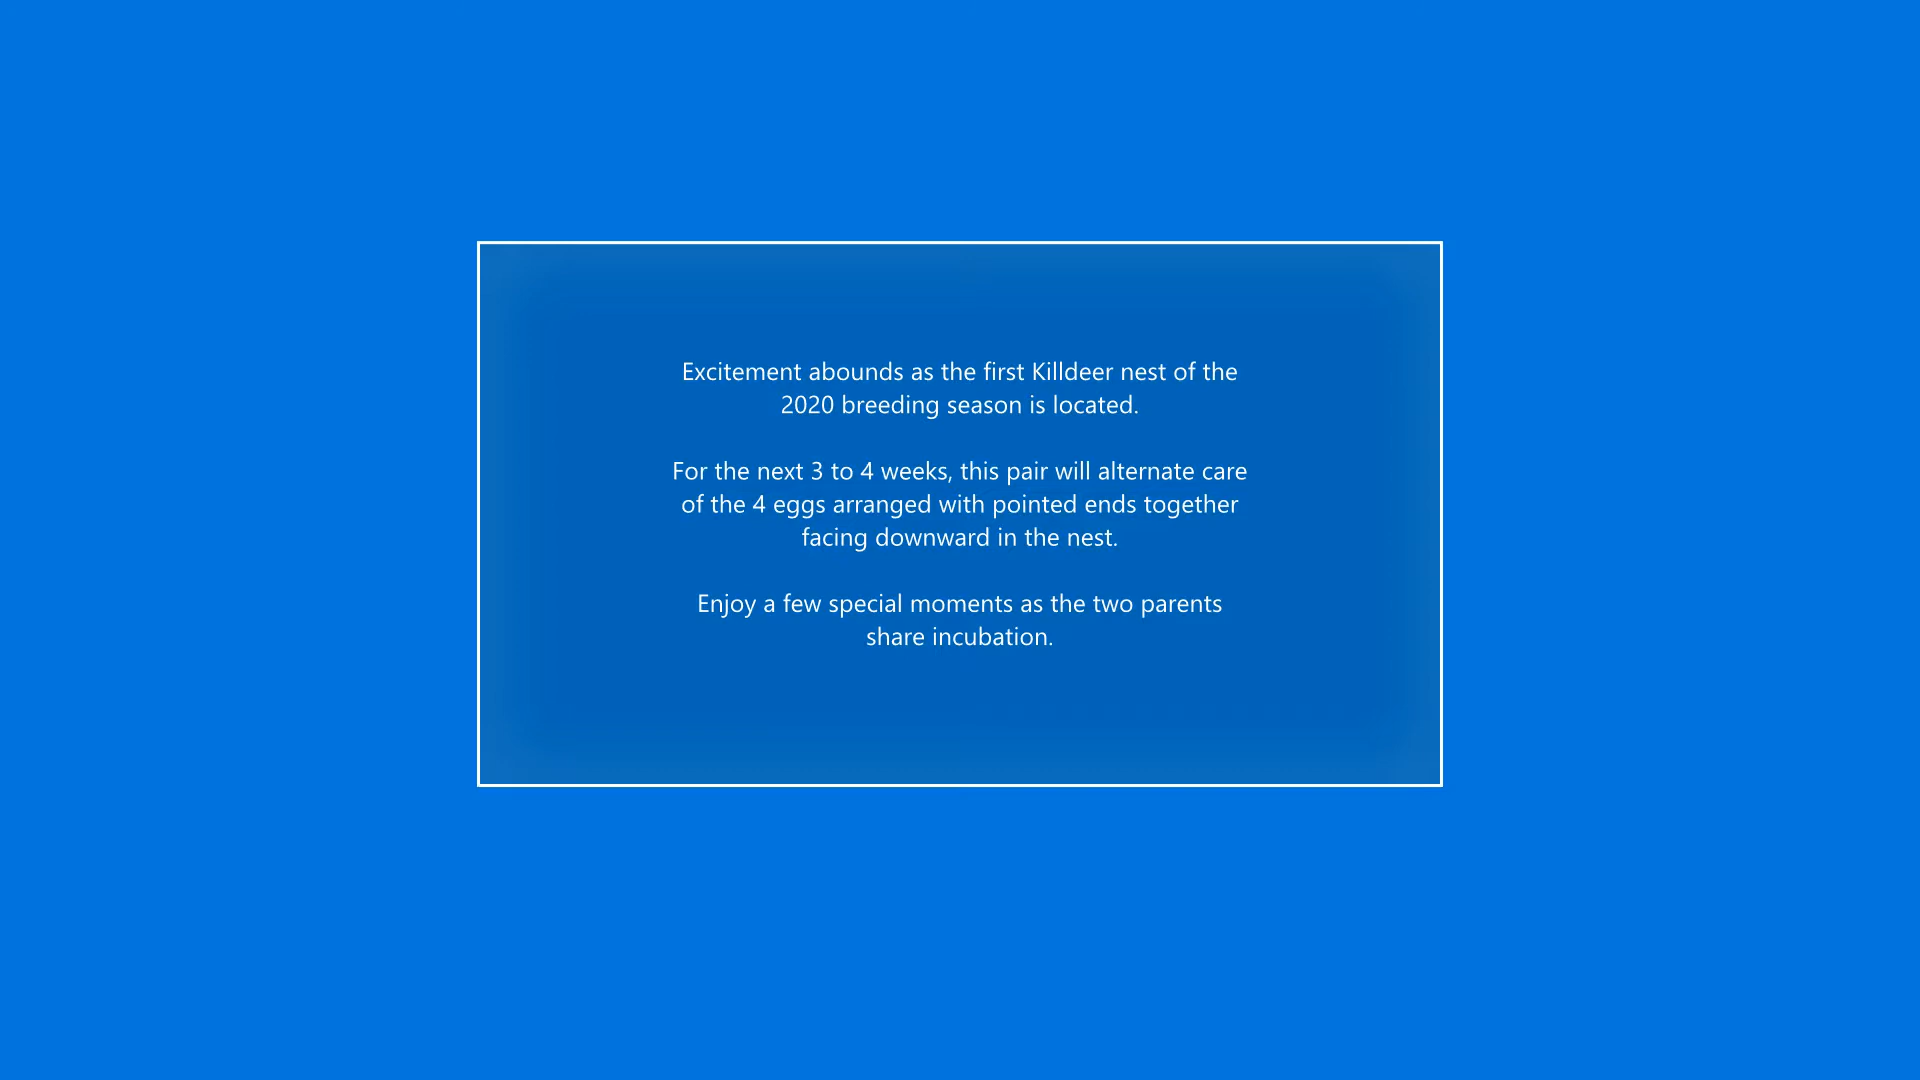 Excitement abounds as the first Killdeer nest of the
2020 breeding season is located.
For the next 3 to 4 weeks, this pair will alternate care
of the 4 eggs arranged with pointed ends together
facing downward in the nest.
Enjoy a few special moments as the two parents
share incubation.